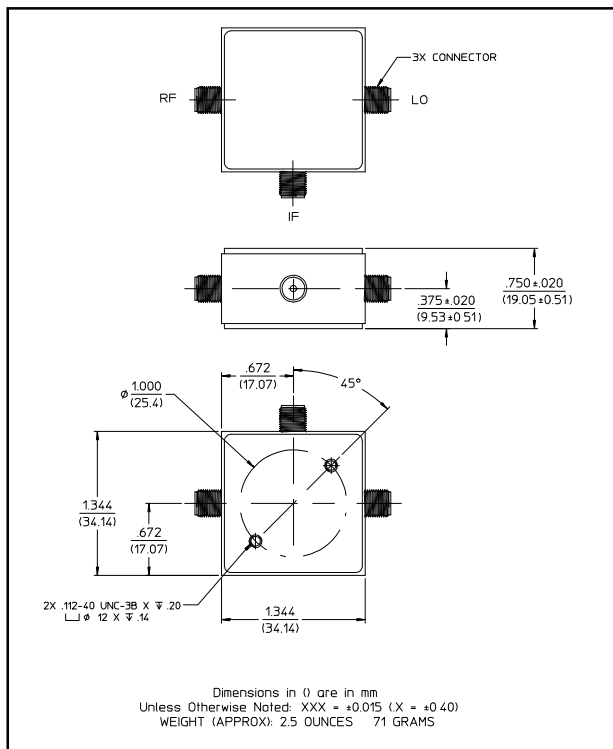 3X CONNECTOR
RF
LO
IF
.750±.020
(19.05±0.51)
.375±.020
(9.53±0.51)
.672
(17.07)
45°
ø 1.000
(25.4)
1.344
(34.14)
.672
(17.07)
2X .112-40 UNC-3B X ↧ .20
⌴ ø 12 X ↧ .14
1.344
(34.14)
Dimensions in () are in mm
Unless Otherwise Noted: XXX = ±0.015 (.X = ±0 40)
WEIGHT (APPROX): 2.5 OUNCES 71 GRAMS